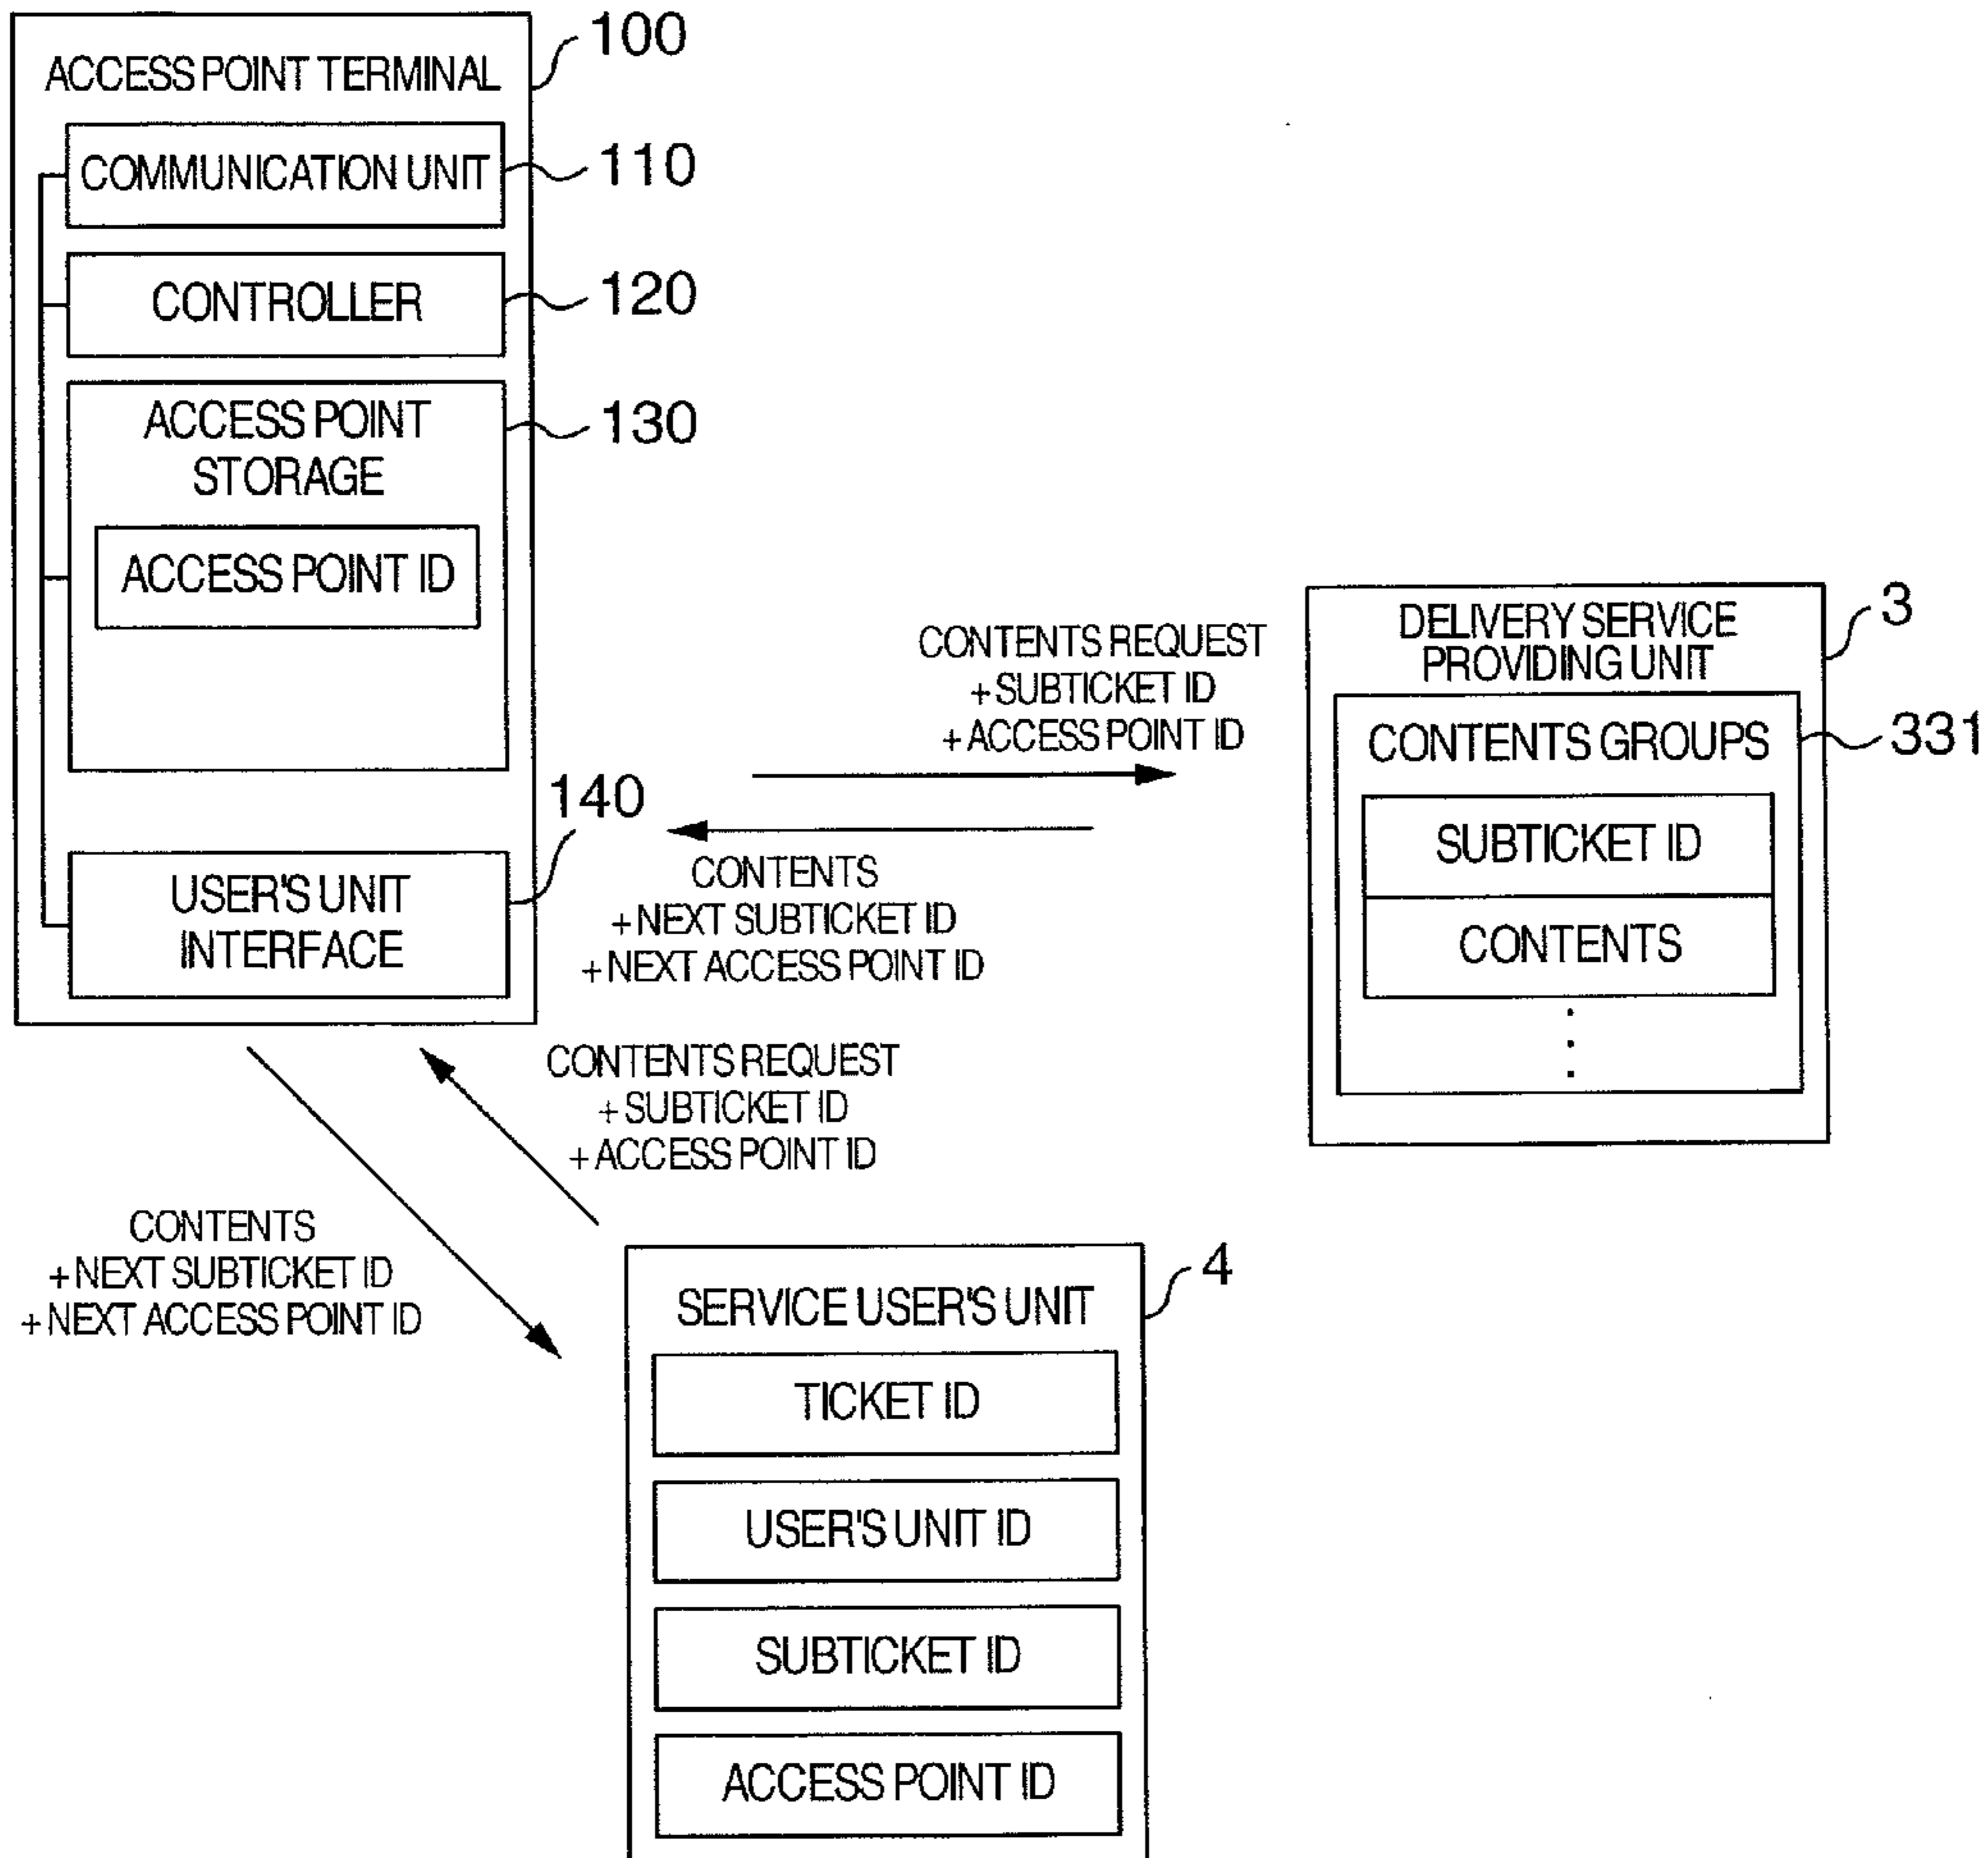 ACCESS POINT TERMINAL
100
COMMUNICATION UNIT
110
CONTROLLER
120
ACCESS POINT
STORAGE
130
ACCESS POINT ID
USER'S UNIT
INTERFACE
140
CONTENTS REQUEST
+SUBTICKET ID
+ACCESS POINT ID
CONTENTS
+NEXT SUBTICKET ID
+NEXT ACCESS POINT ID
DELIVERY SERVICE
PROVIDING UNIT
3
CONTENTS GROUPS
331
SUBTICKET ID
CONTENTS
CONTENTS REQUEST
+SUBTICKET ID
+ACCESS POINT ID
CONTENTS
+NEXT SUBTICKET ID
+NEXT ACCESS POINT ID
SERVICE USER'S UNIT
4
TICKET ID
USER'S UNIT ID
SUBTICKET ID
ACCESS POINT ID